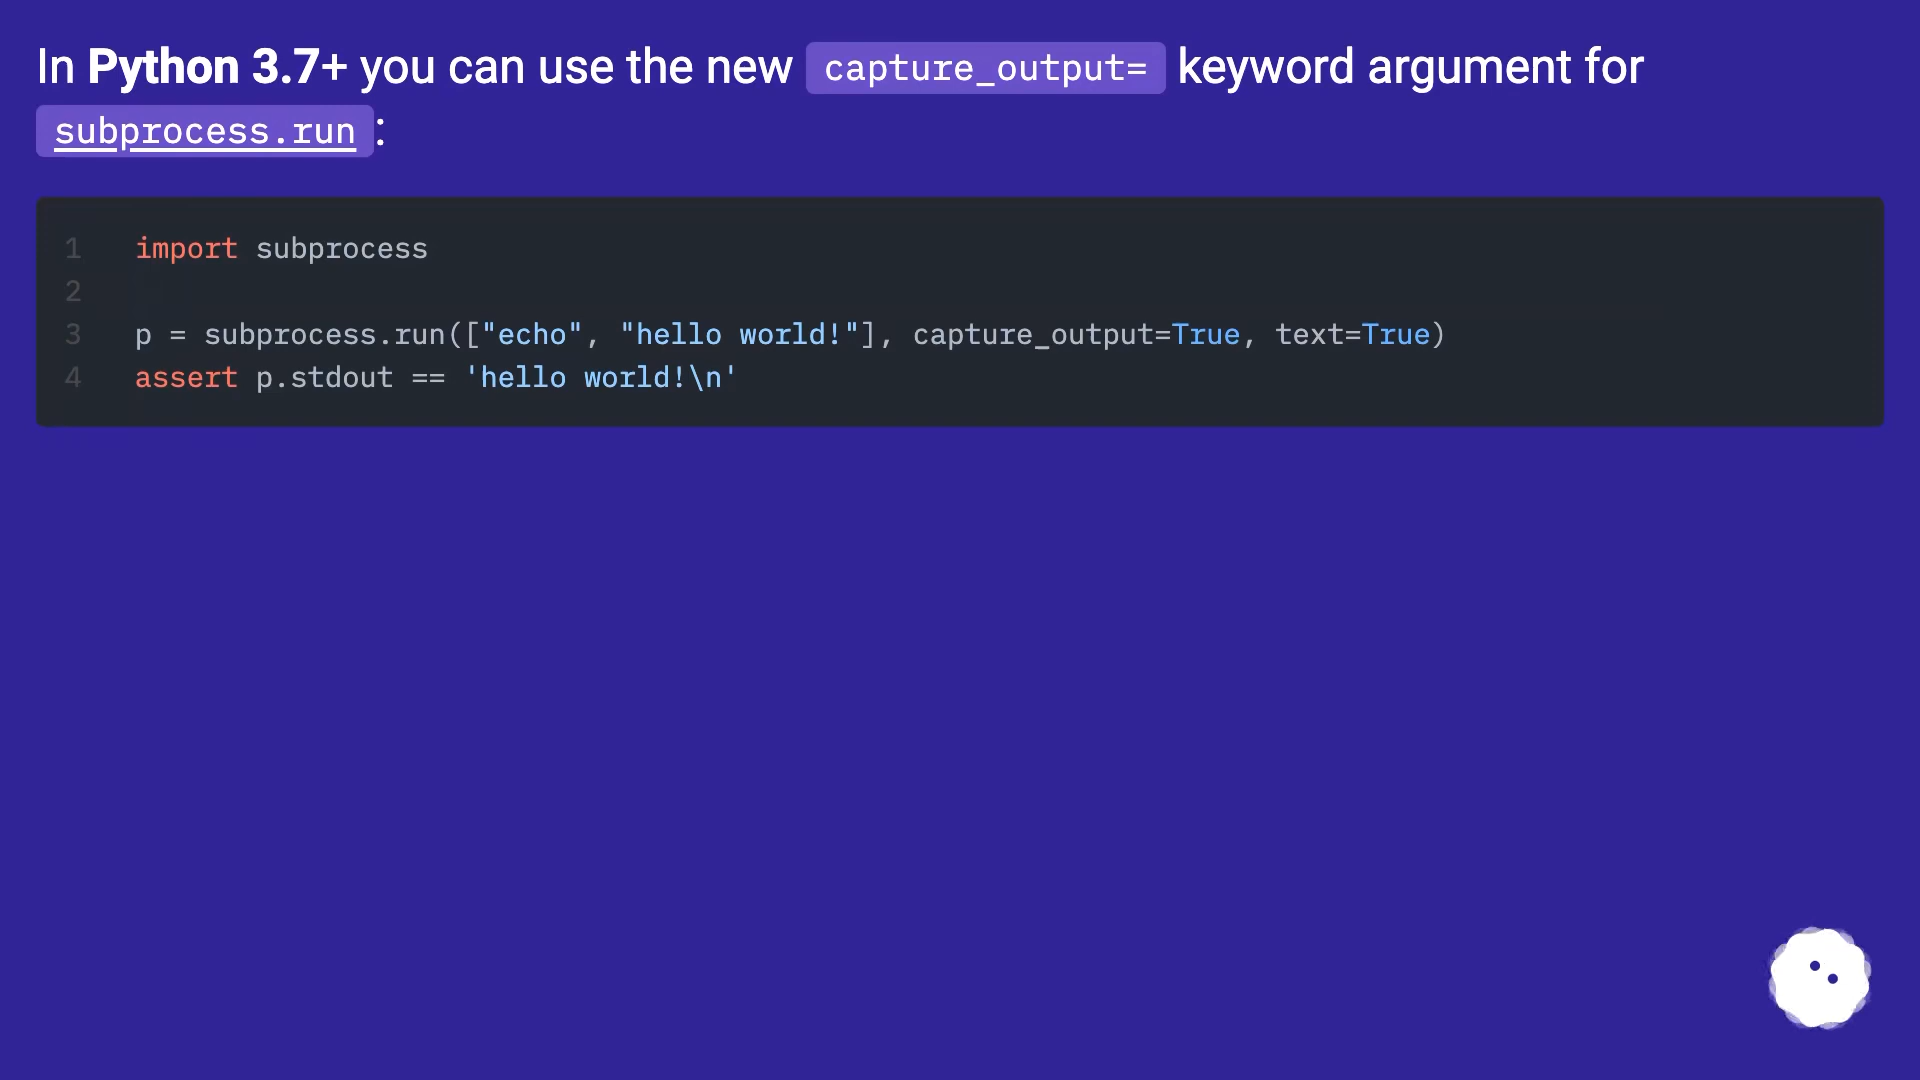 In Python 3.7+ you can use the new capture_output= keyword argument for
subprocess.run:
1 import subprocess
2
3 p = subprocess.run(["echo", "hello world!"], capture_output=True, text=True)
4 assert p.stdout == 'hello world!\n'